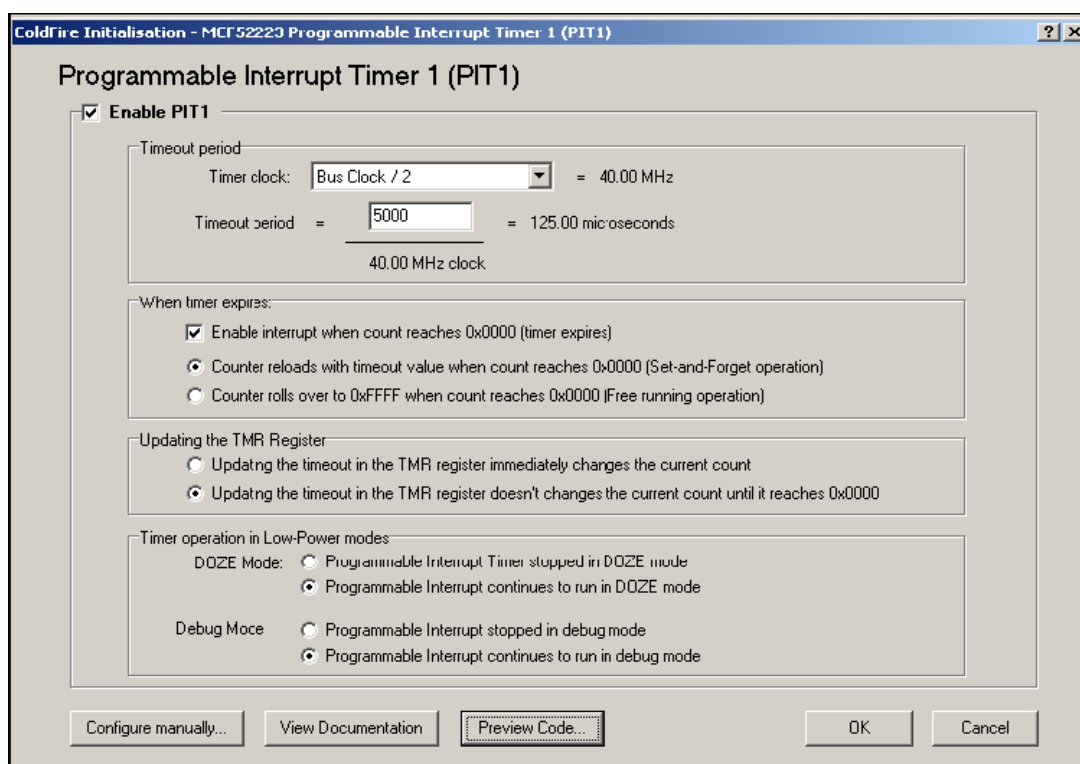 ColdFire Initialisation - MCF52223 Programmable Interrupt Timer 1 (PIT1)
Programmable Interrupt Timer 1 (PIT1)
Enable PIT1
Timeout period
Timer clock: Bus Clock / 2 = 40.00 MHz
Timeout period = 5000 = 125.00 microseconds
40.00 MHz clock
When timer expires:
Enable interrupt when count reaches 0x0000 (timer expires)
Counter reloads with timeout value when count reaches 0x0000 (Set-and-Forget operation)
Counter rolls over to 0xFFFF when count reaches 0x0000 (Free running operation)
Updating the TMR Register
Updatng the timeout in the TMR register immediately changes the current count
Updatng the timeout in the TMR register doesn't changes the current count until it reaches 0x0000
Timer operation in Low-Power modes
DOZE Mode: Programmable Interrupt Timer stopped in DOZE mode
Programmable Interrupt continues to run in DOZE mode
Debug Moce Programmable Interrupt stopped in debug mode
Programmable Interrupt continues to run in debug mode
Configure manually... View Documentation Preview Code... OK Cancel